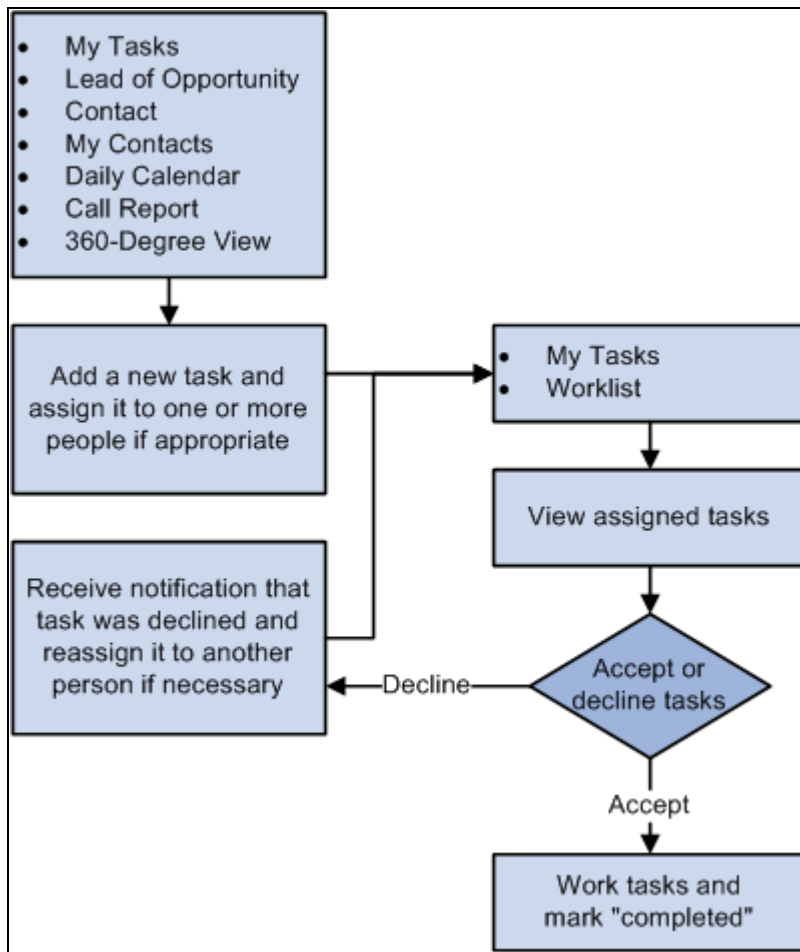 • My Tasks
• Lead of Opportunity
• Contact
• My Contacts
• Daily Calendar
• Call Report
• 360-Degree View
Add a new task and
assign it to one or more
people if appropriate
• My Tasks
• Worklist
View assigned tasks
Receive notification that
task was declined and
reassign it to another
person if necessary
Decline
Accept or
decline tasks
Accept
Work tasks and
mark "completed"